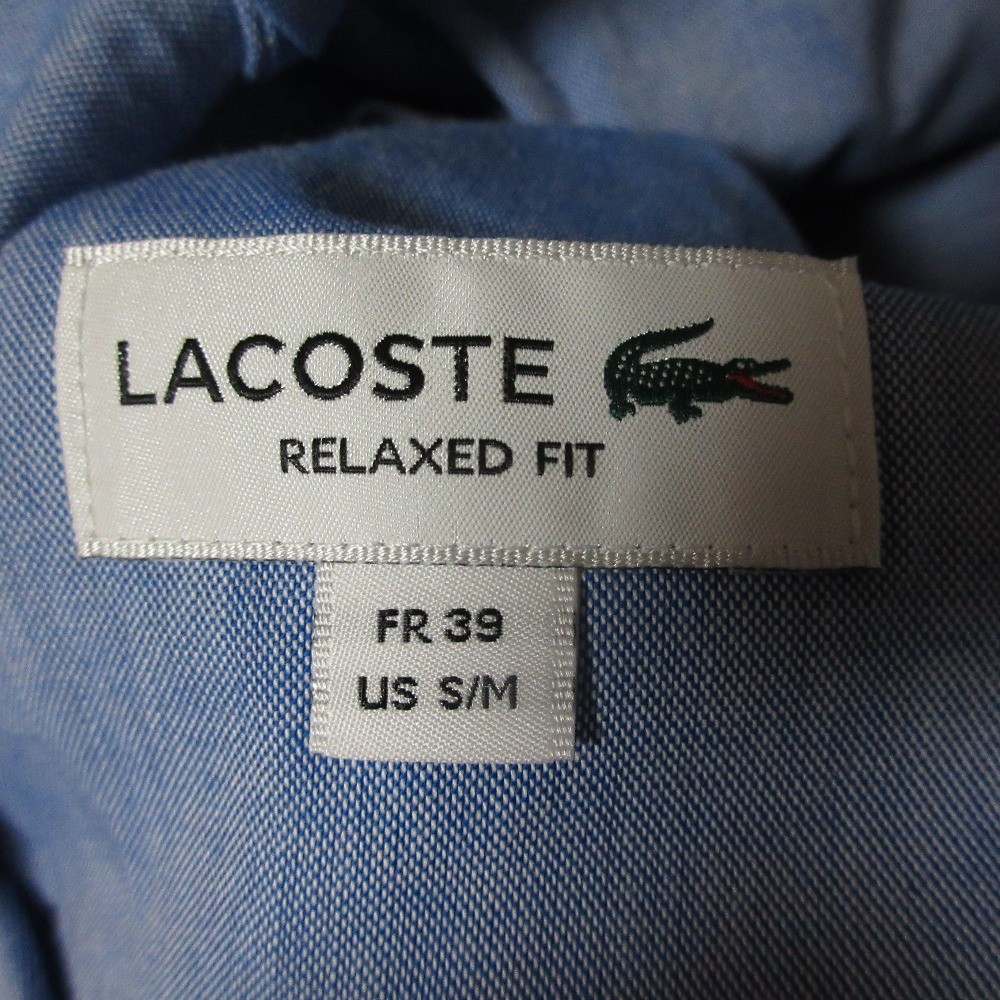 LACOSTE
RELAXED FIT
FR 39
US S/M